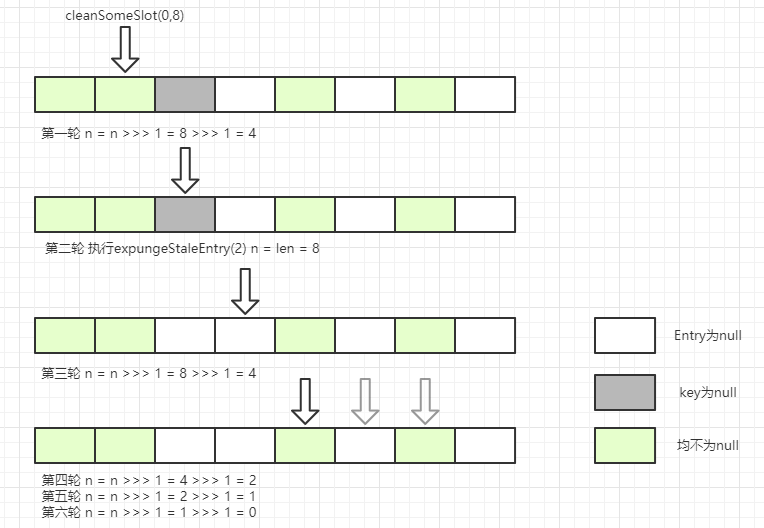 cleanSomeSlot(0,8)
第一轮 n = n >>> 1 = 8 >>> 1 = 4
第二轮 执行expungeStaleEntry(2) n = len = 8
第三轮 n = n >>> 1 = 8 >>> 1 = 4
Entry为null
key为null
均不为null
第四轮 n = n >>> 1 = 4 >>> 1 = 2
第五轮 n = n >>> 1 = 2 >>> 1 = 1
第六轮 n = n >>> 1 = 1 >>> 1 = 0